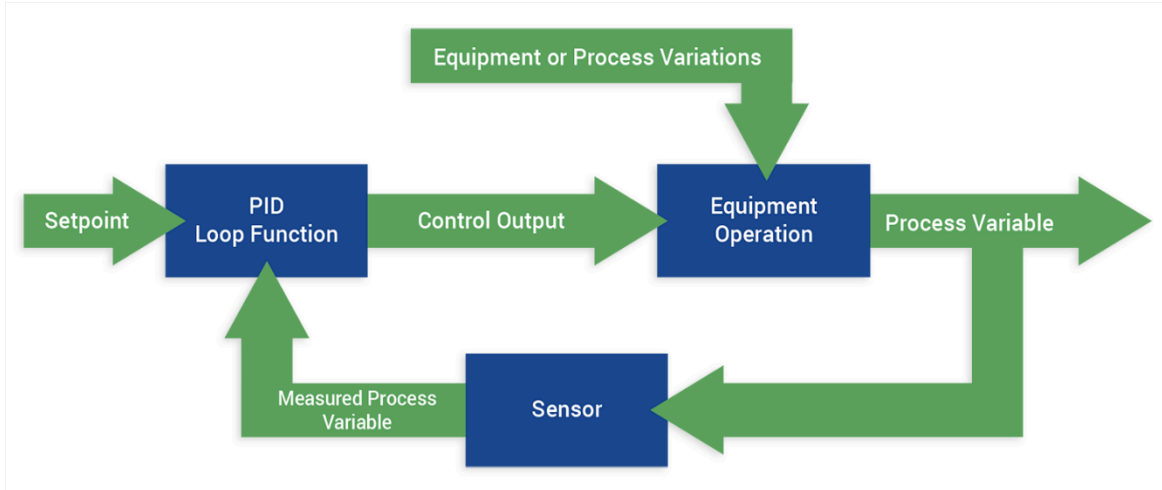 Equipment or Process Variations
Setpoint
PID
Loop Function
Control Output
Equipment
Operation
Process Variable
Measured Process
Variable
Sensor